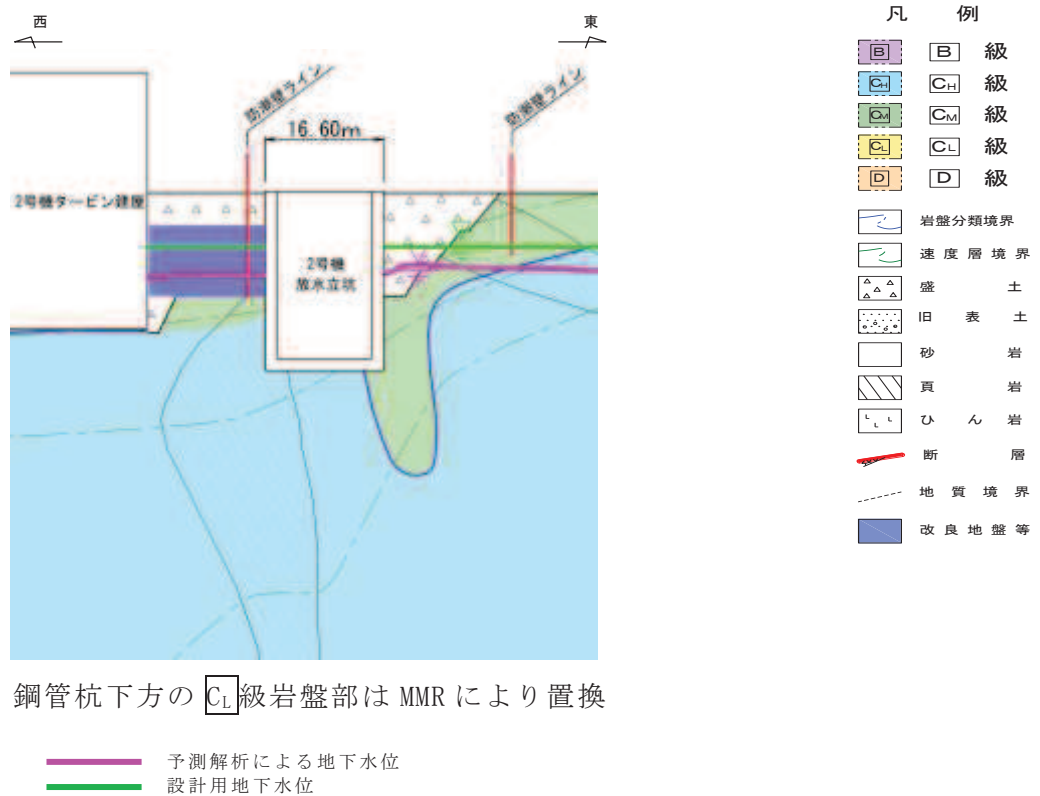 西
東
防潮壁ライン
防潮壁ライン
16.60m
2号機タービン建屋
2号機
放水立坑
鋼管杭下方の CL 級岩盤部は MMR により置換
予測解析による地下水位
設計用地下水位
凡 例
B B 級
CH CH 級
CM CM 級
CL CL 級
D D 級
岩盤分類境界
速度層境界
盛土
旧表土
砂岩
頁岩
ひん岩
断層
地質境界
改良地盤等